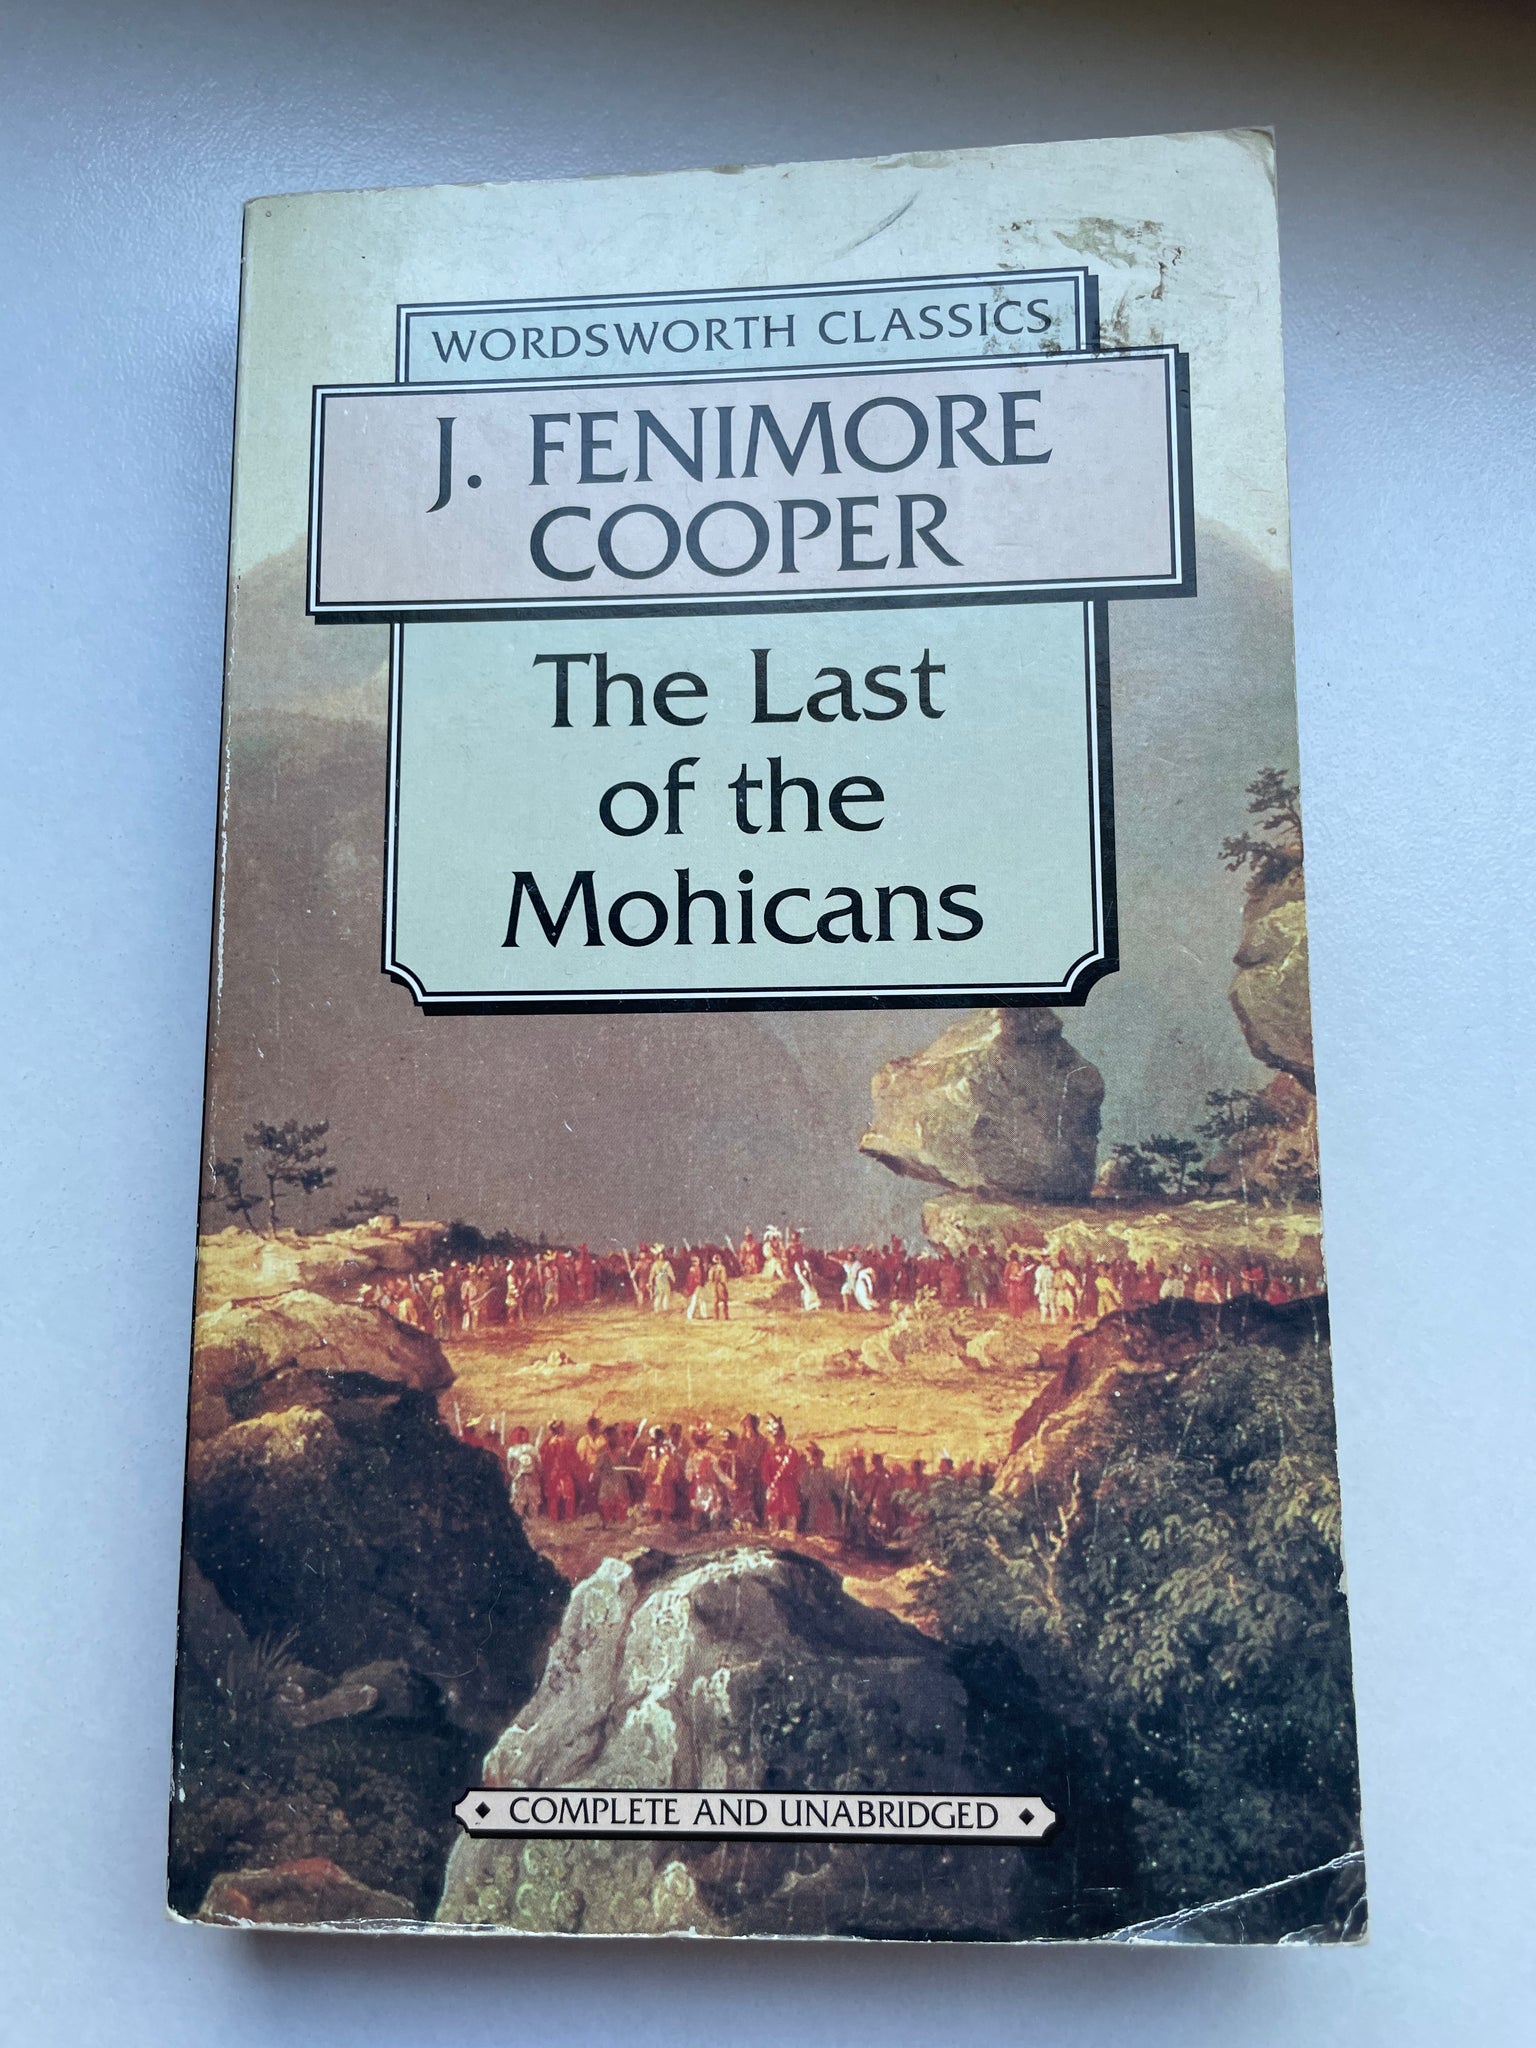 WORDSWORTH CLASSICS
J. FENIMORE
COOPER
The Last
of the
Mohicans
COMPLETE AND UNABRIDGED